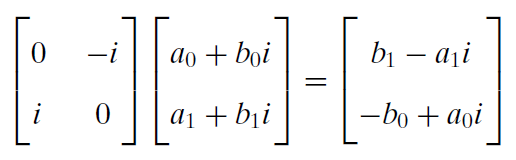 [0 -i; i 0] [a₀ + b₀i; a₁ + b₁i] = [b₁ − a₁i; −b₀ + a₀i]